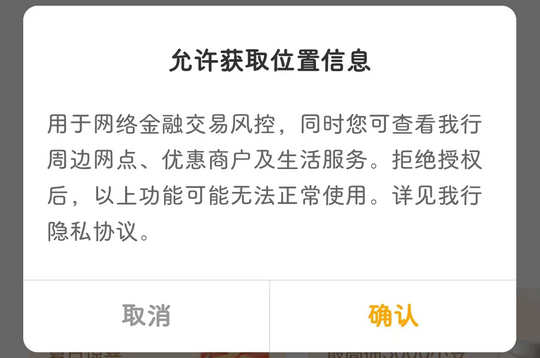 允许获取位置信息
用于网络金融交易风控，同时您可查看我行
周边网点、优惠商户及生活服务。拒绝授权
后，以上功能可能无法正常使用。详见我行
隐私协议。
取消
确认